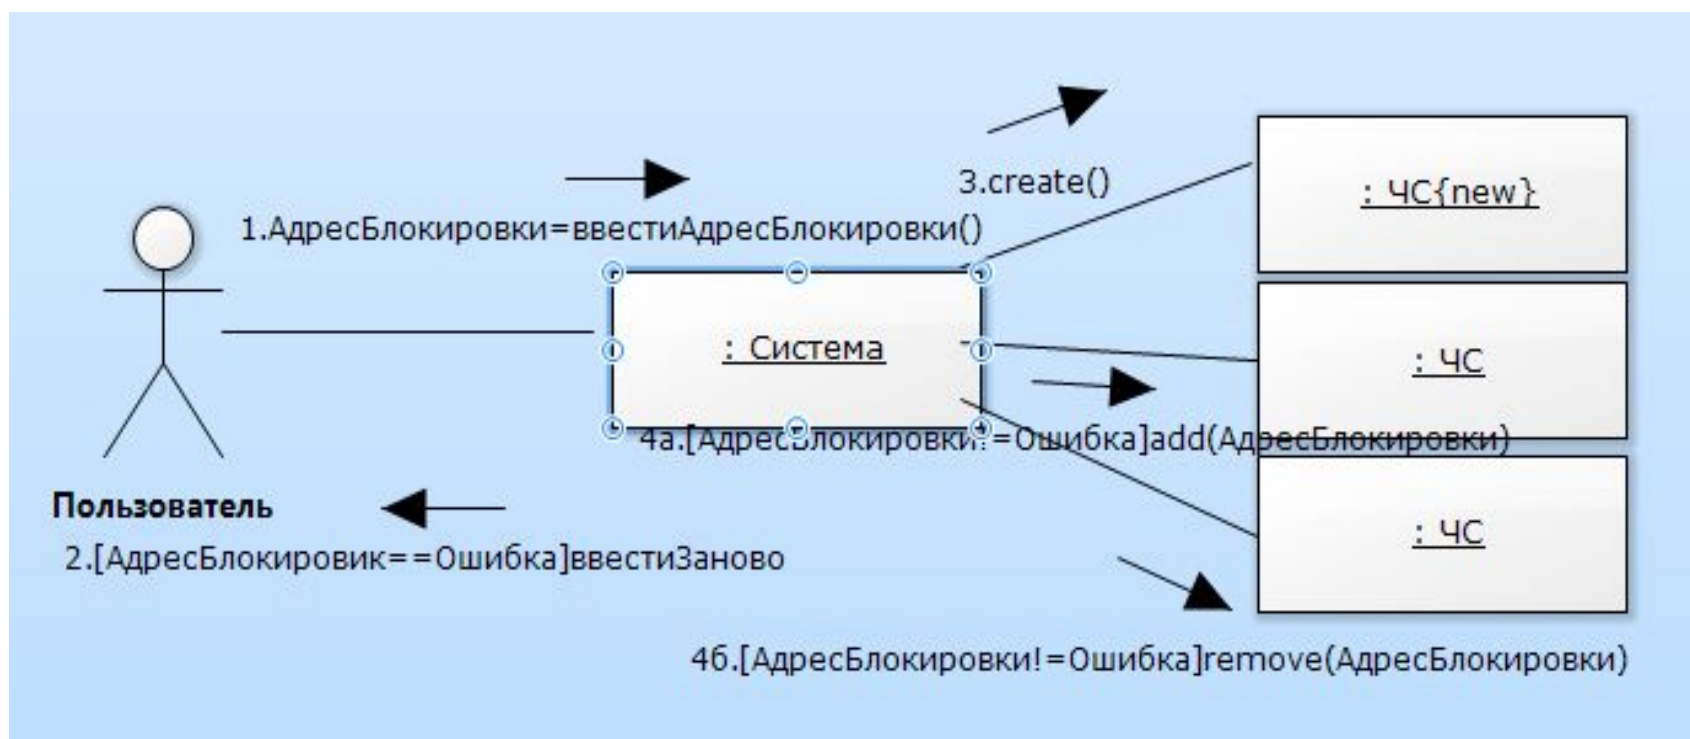 3.create()
: ЧС{new}
1.АдресБлокировки=ввестиАдресБлокировки()
: Система
: ЧС
4а.[АдресБлокировки!=Ошибка]add(АдресБлокировки)
Пользователь
: ЧС
2.[АдресБлокировик==Ошибка]ввестиЗаново
4б.[АдресБлокировки!=Ошибка]remove(АдресБлокировки)